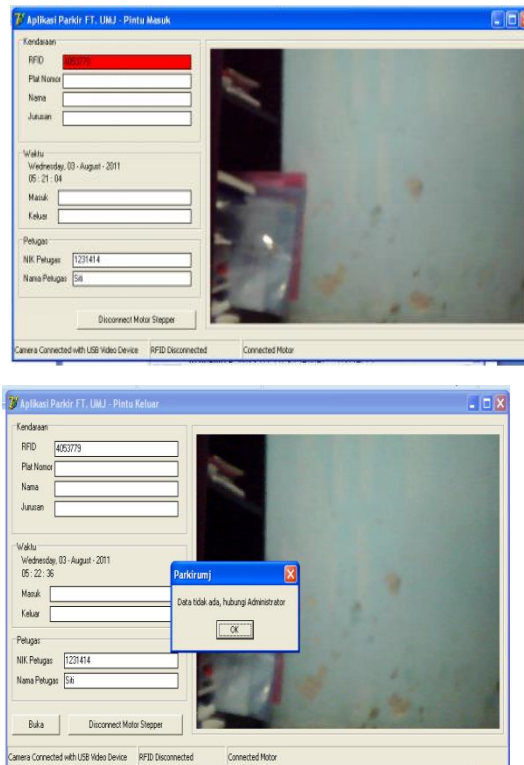 Aplikasi Parkir FT. UMJ - Pintu Masuk
Kendaraan
RFID 4053779
Plat Nomor
Nama
Jurusan
Waktu
Wednesday, 03 - August - 2011
05 : 21 : 04
Masuk
Keluar
Petugas
NIK Petugas 1231414
Nama Petugas Siti
Disconnect Motor Stepper
Camera Connected with USB Video Device RFID Disconnected Connected Motor
Aplikasi Parkir FT. UMJ - Pintu Keluar
Kendaraan
RFID 4053779
Plat Nomor
Nama
Jurusan
Waktu
Wednesday, 03 - August - 2011
05 : 22 : 36
Masuk
Keluar
Parkirumj
Data tidak ada, hubungi Administrator
OK
Petugas
NIK Petugas 1231414
Nama Petugas Siti
Buka Disconnect Motor Stepper
Camera Connected with USB Video Device RFID Disconnected Connected Motor